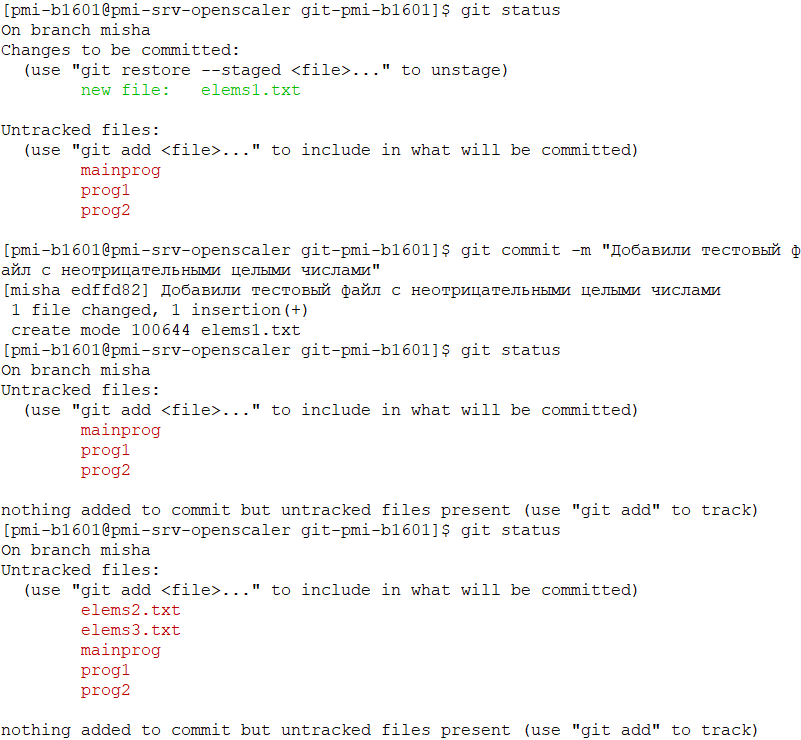 [pmi-b1601@pmi-srv-openscaler git-pmi-b1601]$ git status
On branch misha
Changes to be committed:
  (use "git restore --staged <file>..." to unstage)
        new file:   elems1.txt

Untracked files:
  (use "git add <file>..." to include in what will be committed)
        mainprog
        prog1
        prog2

[pmi-b1601@pmi-srv-openscaler git-pmi-b1601]$ git commit -m "Добавили тестовый ф
айл с неотрицательными целыми числами"
[misha edffd82] Добавили тестовый файл с неотрицательными целыми числами
 1 file changed, 1 insertion(+)
 create mode 100644 elems1.txt
[pmi-b1601@pmi-srv-openscaler git-pmi-b1601]$ git status
On branch misha
Untracked files:
  (use "git add <file>..." to include in what will be committed)
        mainprog
        prog1
        prog2

nothing added to commit but untracked files present (use "git add" to track)
[pmi-b1601@pmi-srv-openscaler git-pmi-b1601]$ git status
On branch misha
Untracked files:
  (use "git add <file>..." to include in what will be committed)
        elems2.txt
        elems3.txt
        mainprog
        prog1
        prog2

nothing added to commit but untracked files present (use "git add" to track)